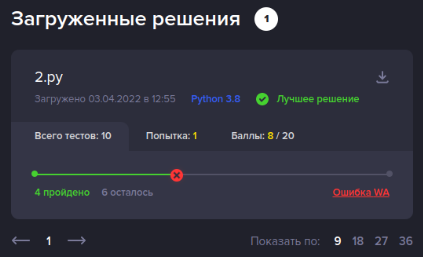 Загруженные решения 1
2.py
Загружено 03.04.2022 в 12:55 Python 3.8 Лучшее решение
Всего тестов: 10 Попытка: 1 Баллы: 8 / 20
4 пройдено 6 осталось Ошибка WA
1 Показать по: 9 18 27 36